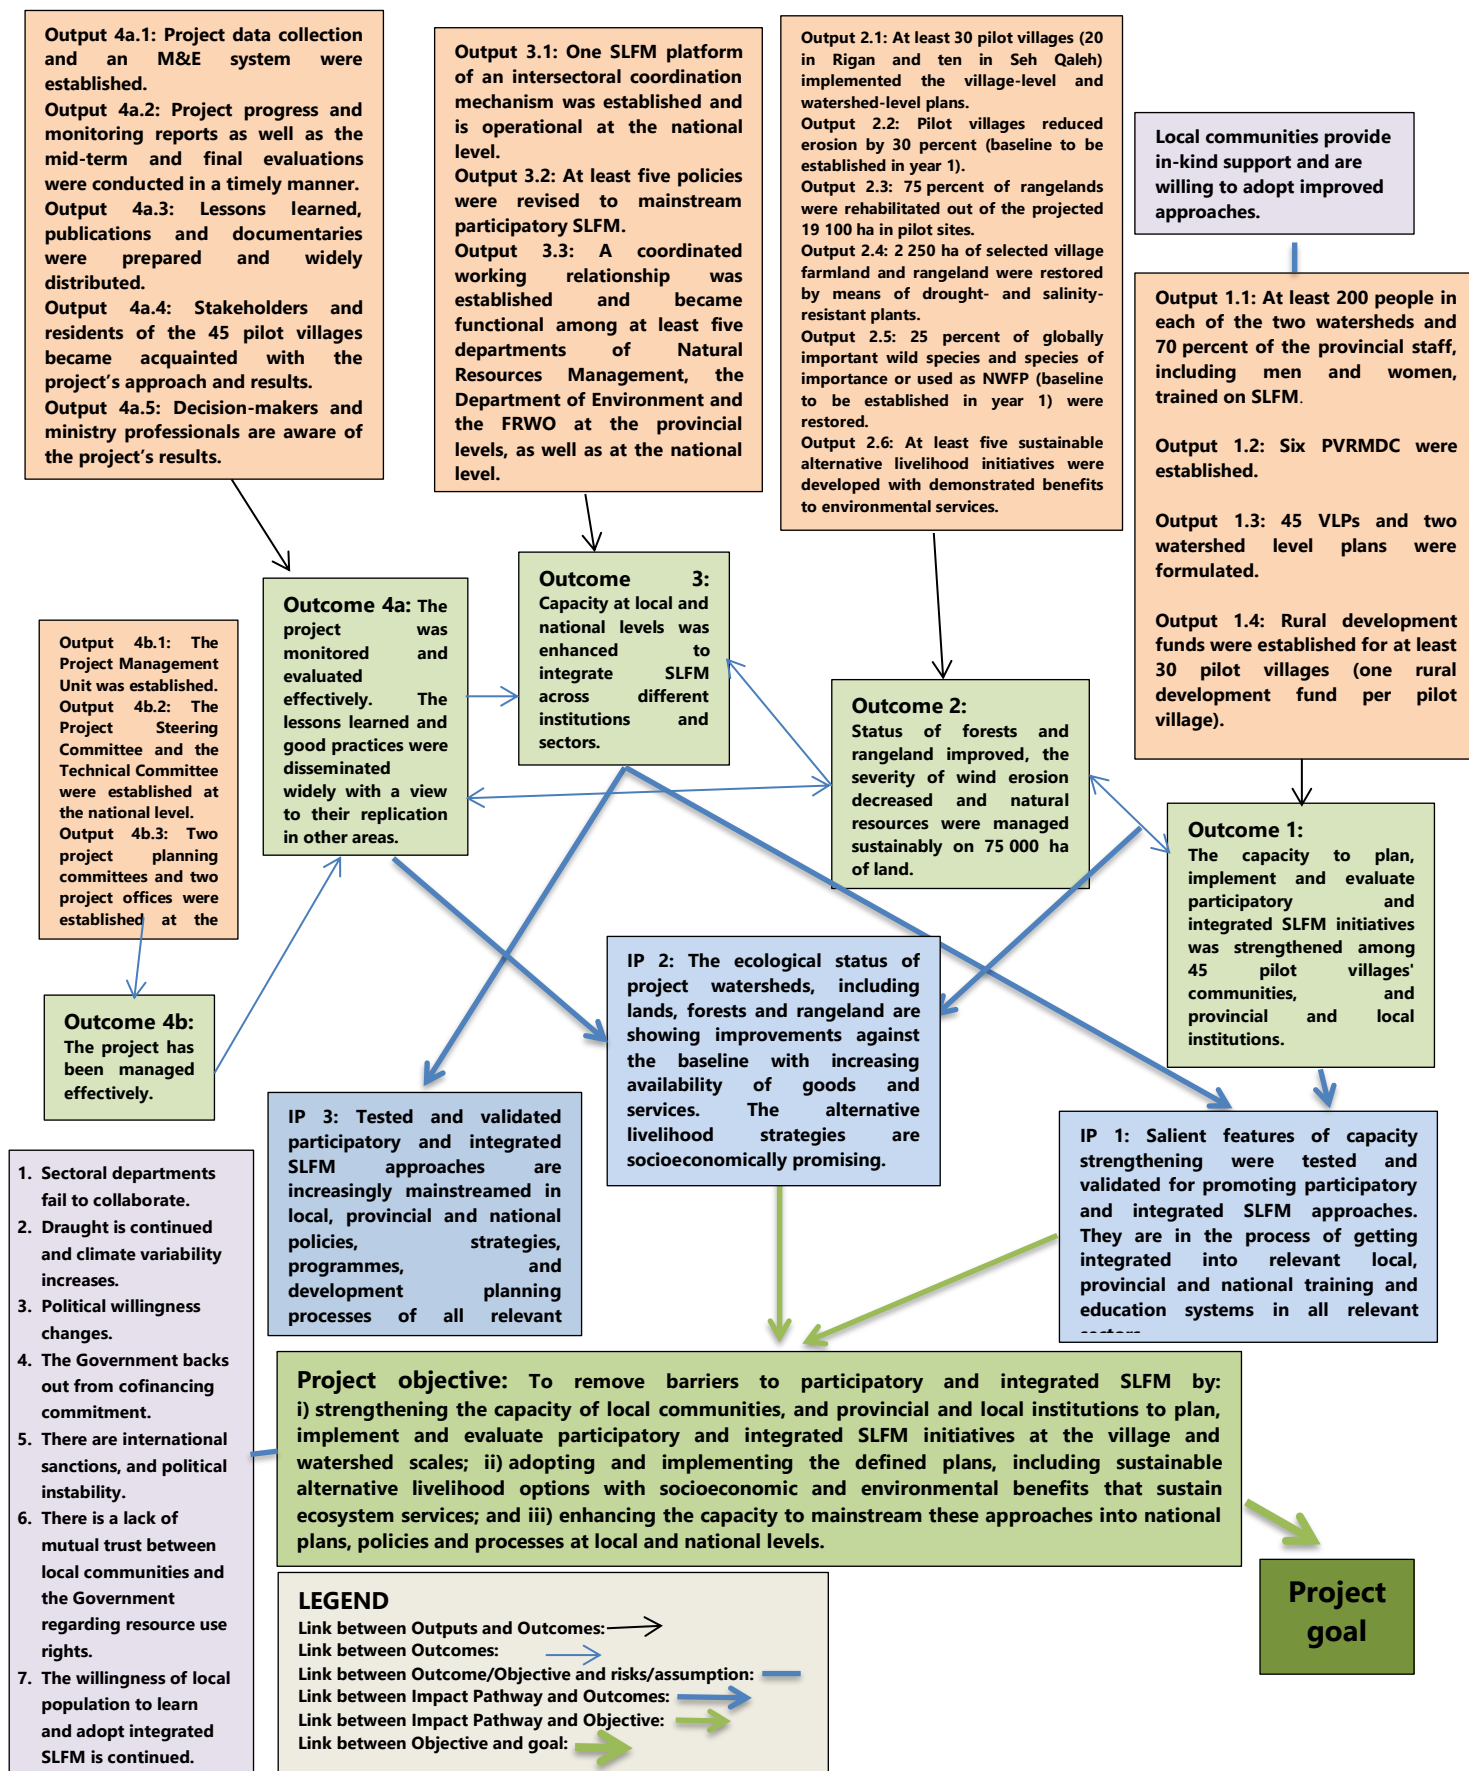 Output 4a.1: Project data collection
and an M&E system were
established.
Output 4a.2: Project progress and
monitoring reports as well as the
mid-term and final evaluations
were conducted in a timely manner.
Output 4a.3: Lessons learned,
publications and documentaries
were prepared and widely
distributed.
Output 4a.4: Stakeholders and
residents of the 45 pilot villages
became acquainted with the
project's approach and results.
Output 4a.5: Decision-makers and
ministry professionals are aware of
the project's results.
Output 3.1: One SLFM platform
of an intersectoral coordination
mechanism was established and
is operational at the national
level.
Output 3.2: At least five policies
were revised to mainstream
participatory SLFM.
Output 3.3: A coordinated
working relationship was
established and became
functional among at least five
departments of Natural
Resources Management, the
Department of Environment and
the FRWO at the provincial
levels, as well as at the national
level.
Output 2.1: At least 30 pilot villages (20
in Rigan and ten in Seh Qaleh)
implemented the village-level and
watershed-level plans.
Output 2.2: Pilot villages reduced
erosion by 30 percent (baseline to be
established in year 1).
Output 2.3: 75 percent of rangelands
were rehabilitated out of the projected
19 100 ha in pilot sites.
Output 2.4: 2 250 ha of selected village
farmland and rangeland were restored
by means of drought- and salinity-
resistant plants.
Output 2.5: 25 percent of globally
important wild species and species of
importance or used as NWFP (baseline
to be established in year 1) were
restored.
Output 2.6: At least five sustainable
alternative livelihood initiatives were
developed with demonstrated benefits
to environmental services.
Local communities provide
in-kind support and are
willing to adopt improved
approaches.
Output 1.1: At least 200 people in
each of the two watersheds and
70 percent of the provincial staff,
including men and women,
trained on SLFM.
Output 1.2: Six PVRMDC were
established.
Output 1.3: 45 VLPs and two
watershed level plans were
formulated.
Output 1.4: Rural development
funds were established for at least
30 pilot villages (one rural
development fund per pilot
village).
Output 4b.1: The
Project Management
Unit was established.
Output 4b.2: The
Project Steering
Committee and the
Technical Committee
were established at
the national level.
Output 4b.3: Two
project planning
committees and two
project offices were
established at the
Outcome 4a: The
project was
monitored and
evaluated
effectively. The
lessons learned and
good practices were
disseminated
widely with a view
to their replication
in other areas.
Outcome 3:
Capacity at local and
national levels was
enhanced to
integrate SLFM
across different
institutions and
sectors.
Outcome 2:
Status of forests and
rangeland improved, the
severity of wind erosion
decreased and natural
resources were managed
sustainably on 75 000 ha
of land.
Outcome 1:
The capacity to plan,
implement and evaluate
participatory and
integrated SLFM initiatives
was strengthened among
45 pilot villages'
communities, and
provincial and local
institutions.
Outcome 4b:
The project has
been managed
effectively.
IP 2: The ecological status of
project watersheds, including
lands, forests and rangeland are
showing improvements against
the baseline with increasing
availability of goods and
services. The alternative
livelihood strategies are
socioeconomically promising.
IP 3: Tested and validated
participatory and integrated
SLFM approaches are
increasingly mainstreamed in
local, provincial and national
policies, strategies,
programmes, and
development planning
processes of all relevant
IP 1: Salient features of capacity
strengthening were tested and
validated for promoting participatory
and integrated SLFM approaches.
They are in the process of getting
integrated into relevant local,
provincial and national training and
education systems in all relevant
1. Sectoral departments
fail to collaborate.
2. Draught is continued
and climate variability
increases.
3. Political willingness
changes.
4. The Government backs
out from cofinancing
commitment.
5. There are international
sanctions, and political
instability.
6. There is a lack of
mutual trust between
local communities and
the Government
regarding resource use
rights.
7. The willingness of local
population to learn
and adopt integrated
SLFM is continued.
Project objective: To remove barriers to participatory and integrated SLFM by:
i) strengthening the capacity of local communities, and provincial and local institutions to plan,
implement and evaluate participatory and integrated SLFM initiatives at the village and
watershed scales; ii) adopting and implementing the defined plans, including sustainable
alternative livelihood options with socioeconomic and environmental benefits that sustain
ecosystem services; and iii) enhancing the capacity to mainstream these approaches into national
plans, policies and processes at local and national levels.
Project
goal
LEGEND
Link between Outputs and Outcomes:
Link between Outcomes:
Link between Outcome/Objective and risks/assumption:
Link between Impact Pathway and Outcomes:
Link between Impact Pathway and Objective:
Link between Objective and goal: